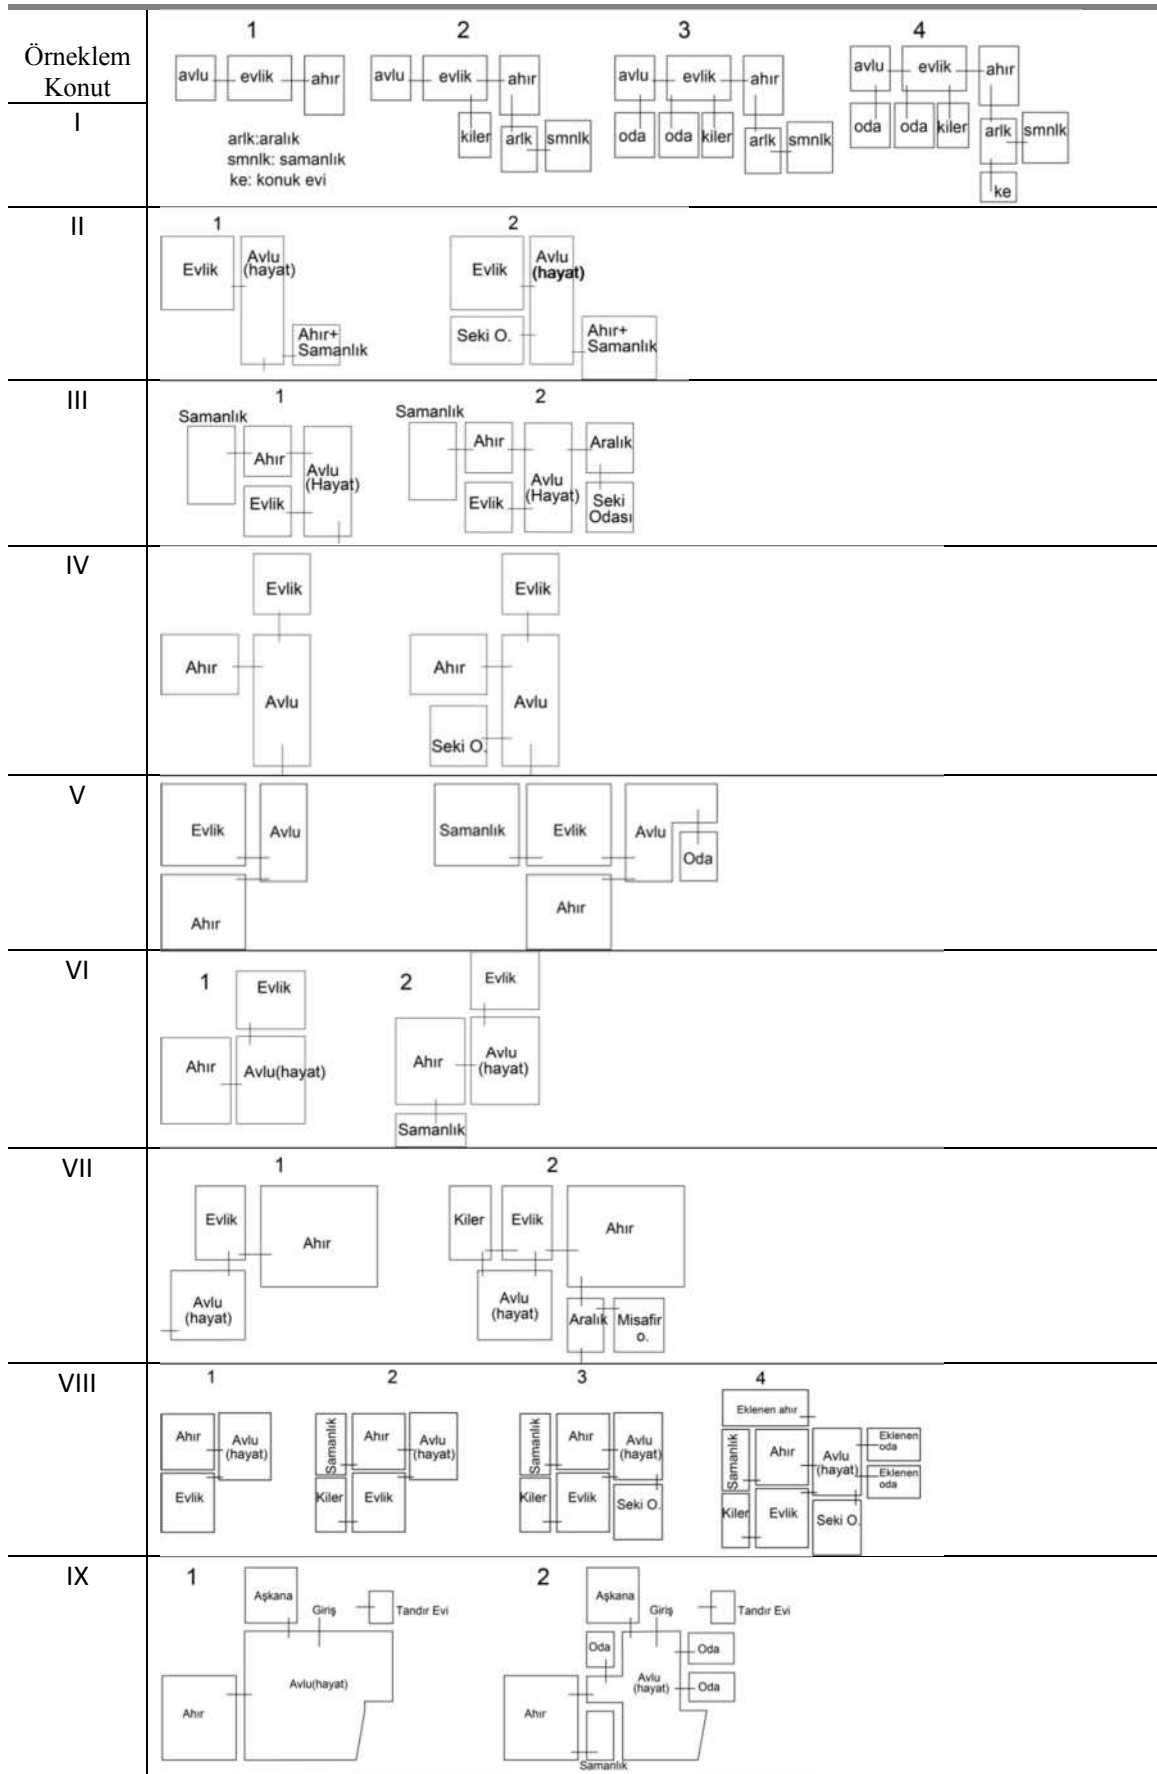 Örneklem
Konut
1
2
3
4
I
avlu
evlik
ahır
arlk:aralık
smnlk: samanlık
ke: konuk evi
avlu
evlik
ahır
kiler
arlk
smnlk
avlu
evlik
ahır
oda
oda
kiler
arlk
smnlk
avlu
evlik
ahır
oda
oda
kiler
arlk
smnlk
ke
II
1
2
Evlik
Avlu
(hayat)
Ahır+
Samanlık
Evlik
Avlu
(hayat)
Seki O.
Ahır+
Samanlık
III
1
2
Samanlık
Ahır
Avlu
(Hayat)
Evlik
Samanlık
Ahır
Aralık
Avlu
(Hayat)
Evlik
Seki
Odası
IV
Evlik
Ahır
Avlu
Evlik
Ahır
Avlu
Seki O.
V
Evlik
Avlu
Ahır
Samanlık
Evlik
Avlu
Oda
Ahır
VI
1
2
Evlik
Ahır
Avlu(hayat)
Evlik
Ahır
Avlu
(hayat)
Samanlık
VII
1
2
Evlik
Ahır
Avlu
(hayat)
Kiler
Evlik
Ahır
Avlu
(hayat)
Aralık
Misafir
o.
VIII
1
2
3
4
Ahır
Avlu
(hayat)
Evlik
Samanlık
Ahır
Avlu
(hayat)
Kiler
Evlik
Samanlık
Ahır
Avlu
(hayat)
Kiler
Evlik
Seki O.
Eklenen ahır
Samanlık
Ahır
Avlu
(hayat)
Eklenen
oda
Eklenen
oda
Kiler
Evlik
Seki O.
IX
1
2
Aşkana
Giriş
Tandır Evi
Avlu(hayat)
Ahır
Aşkana
Giriş
Tandır Evi
Oda
Oda
Avlu
(hayat)
Oda
Ahır
Samanlık